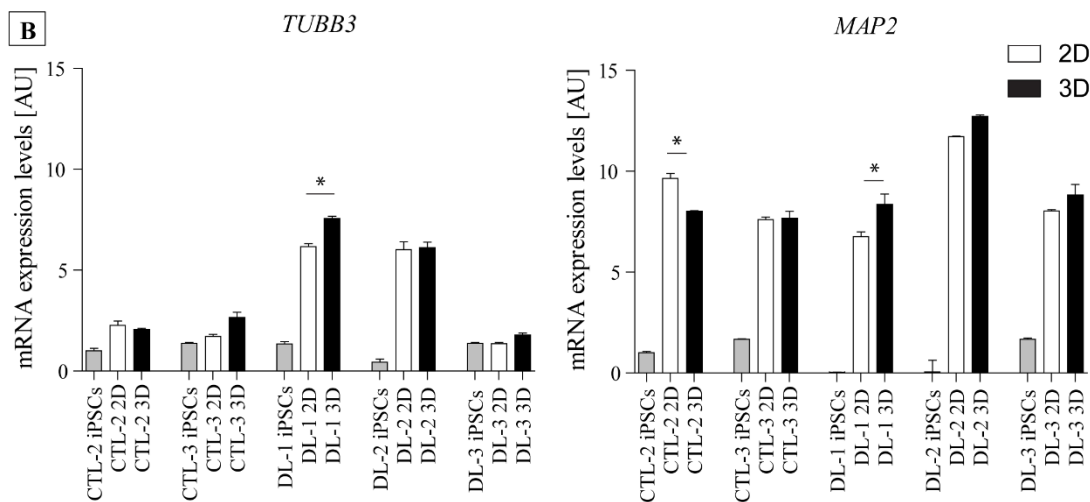 B
TUBB3
mRNA expression levels [AU]
15
10
5
0
*
CTL-2 iPSCs
CTL-2 2D
CTL-2 3D
CTL-3 iPSCs
CTL-3 2D
CTL-3 3D
DL-1 iPSCs
DL-1 2D
DL-1 3D
DL-2 iPSCs
DL-2 2D
DL-2 3D
DL-3 iPSCs
DL-3 2D
DL-3 3D
MAP2
2D
3D
mRNA expression levels [AU]
15
10
5
0
*
*
CTL-2 iPSCs
CTL-2 2D
CTL-2 3D
CTL-3 iPSCs
CTL-3 2D
CTL-3 3D
DL-1 iPSCs
DL-1 2D
DL-1 3D
DL-2 iPSCs
DL-2 2D
DL-2 3D
DL-3 iPSCs
DL-3 2D
DL-3 3D